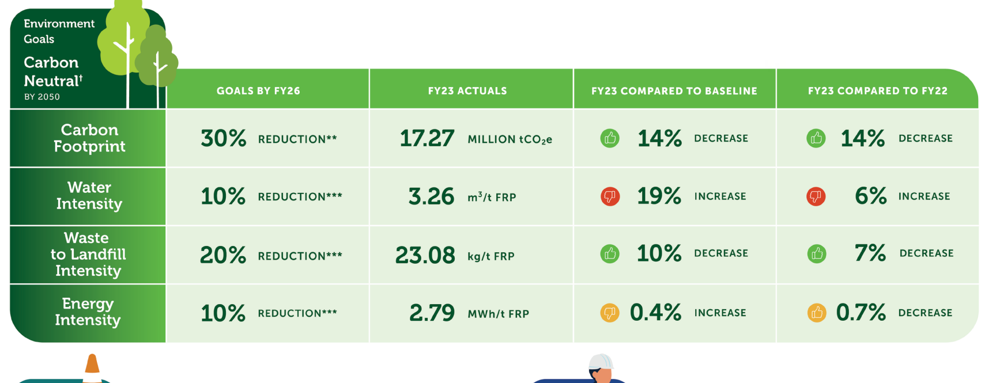 Environment
Goals
Carbon
Neutral†
BY 2050
GOALS BY FY26
FY23 ACTUALS
FY23 COMPARED TO BASELINE
FY23 COMPARED TO FY22
Carbon
Footprint
30% REDUCTION**
17.27 MILLION tCO₂e
14% DECREASE
14% DECREASE
Water
Intensity
10% REDUCTION***
3.26 m³/t FRP
19% INCREASE
6% INCREASE
Waste
to Landfill
Intensity
20% REDUCTION***
23.08 kg/t FRP
10% DECREASE
7% DECREASE
Energy
Intensity
10% REDUCTION***
2.79 MWh/t FRP
0.4% INCREASE
0.7% DECREASE